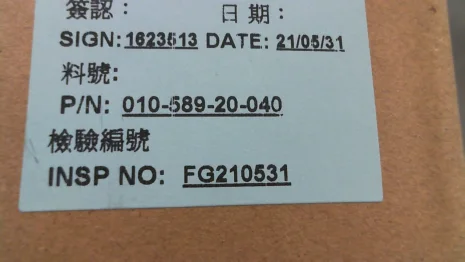 簽認： 日期：
SIGN: 1623513 DATE: 21/05/31
料號:
P/N: 010-589-20-040
檢驗編號
INSP NO: FG210531